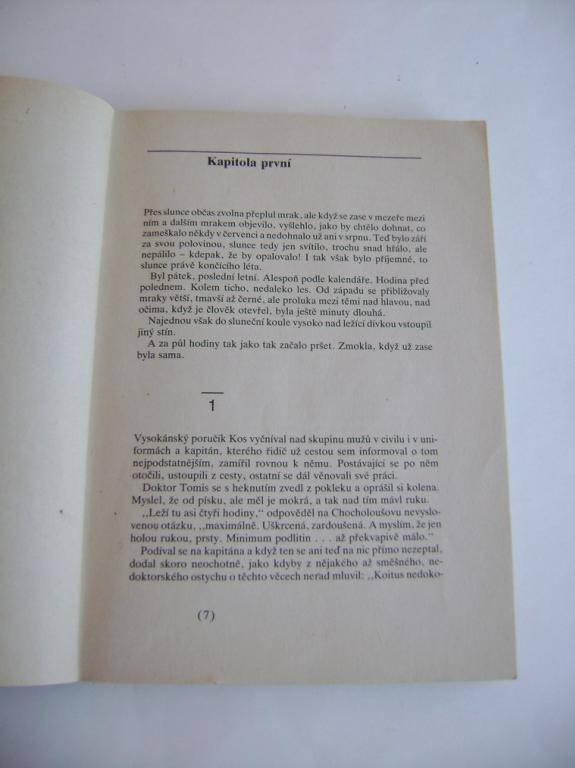 Kapitola první
Přes slunce občas zvolna přeplul mrak, ale když se zase v mezeře mezi
ním a dalším mrakem objevilo, vyšlehlo, jako by chtělo dohnat, co
zameškalo někdy v červenci a nedohnalo už ani v srpnu. Teď bylo září
za svou polovinou, slunce tedy jen svítilo, trochu snad hřálo, ale
nepálilo – kdepak, že by opalovalo! I tak však bylo příjemné, to
slunce právě končícího léta.
Byl pátek, poslední letní. Alespoň podle kalendáře. Hodina před
polednem. Kolem ticho, nedaleko les. Od západu se přibližovaly
mraky větší, tmavší až černé, ale proluka mezi těmi nad hlavou, nad
očima, když je člověk otevřel, byla ještě minuty dlouhá.
Najednou však do sluneční koule vysoko nad ležící dívkou vstoupil
jiný stín.
A za půl hodiny tak jako tak začalo pršet. Zmokla, když už zase
byla sama.
1
Vysokánský poručík Kos vyčníval nad skupinu mužů v civilu i v uni-
formách a kapitán, kterého řidič už cestou sem informoval o tom
nejpodstatnějším, zamířil rovnou k němu. Postávající se po něm
otočili, ustoupili z cesty, ostatní se dál věnovali své práci.
Doktor Tomis se s heknutím zvedl z pokleku a oprášil si kolena.
Myslel, že od písku, ale měl je mokrá, a tak nad tím mávl ruku.
„Leží tu asi čtyři hodiny,“ odpověděl na Chocholoušovu nevyslo-
venou otázku, „maximálně. Uškrcená, zardoušená. A myslím, že jen
holou rukou, prsty. Minimum podlitin . . . až překvapivě málo.“
Podíval se na kapitána a když ten se ani teď na nic přímo nezeptal,
dodal skoro neochotně, jako kdyby z nějakého až směšného, ne-
doktorského ostychu o těchto věcech nerad mluvil: „Koitus nedoko-
(7)